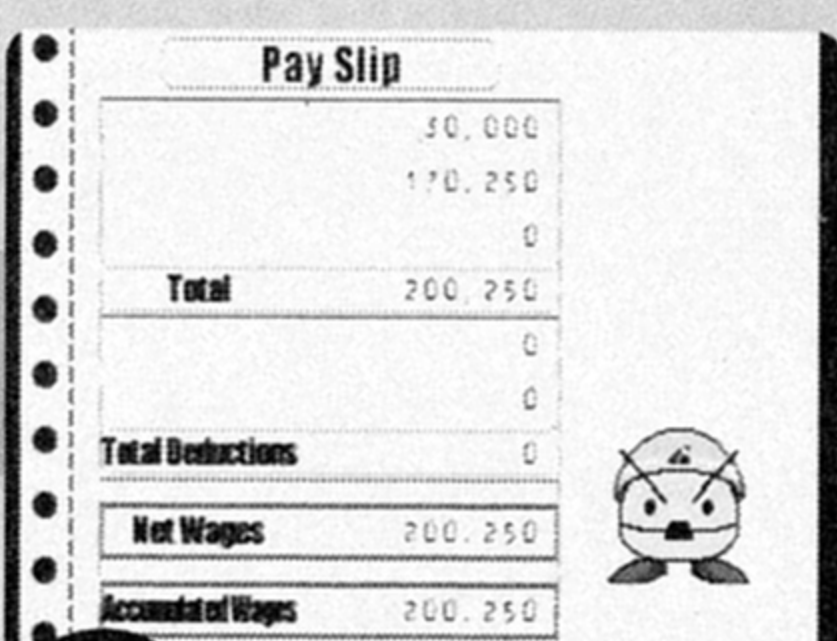 Pay Slip
30,000
170,250
0
Total 200,250
0
0
Total Deductions 0
Net Wages 200,250
Accumulated Wages 200,250